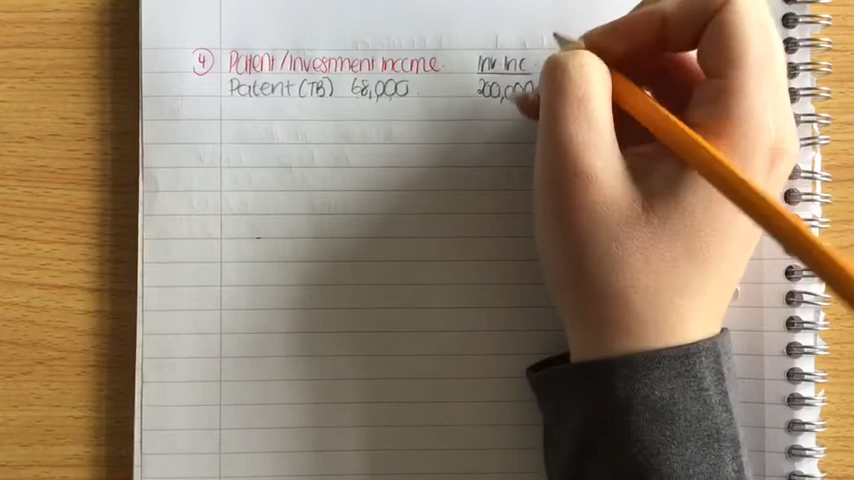 ④ Patent/Investment income. Inv Inc.
Patent (TB) 68,000 200,000